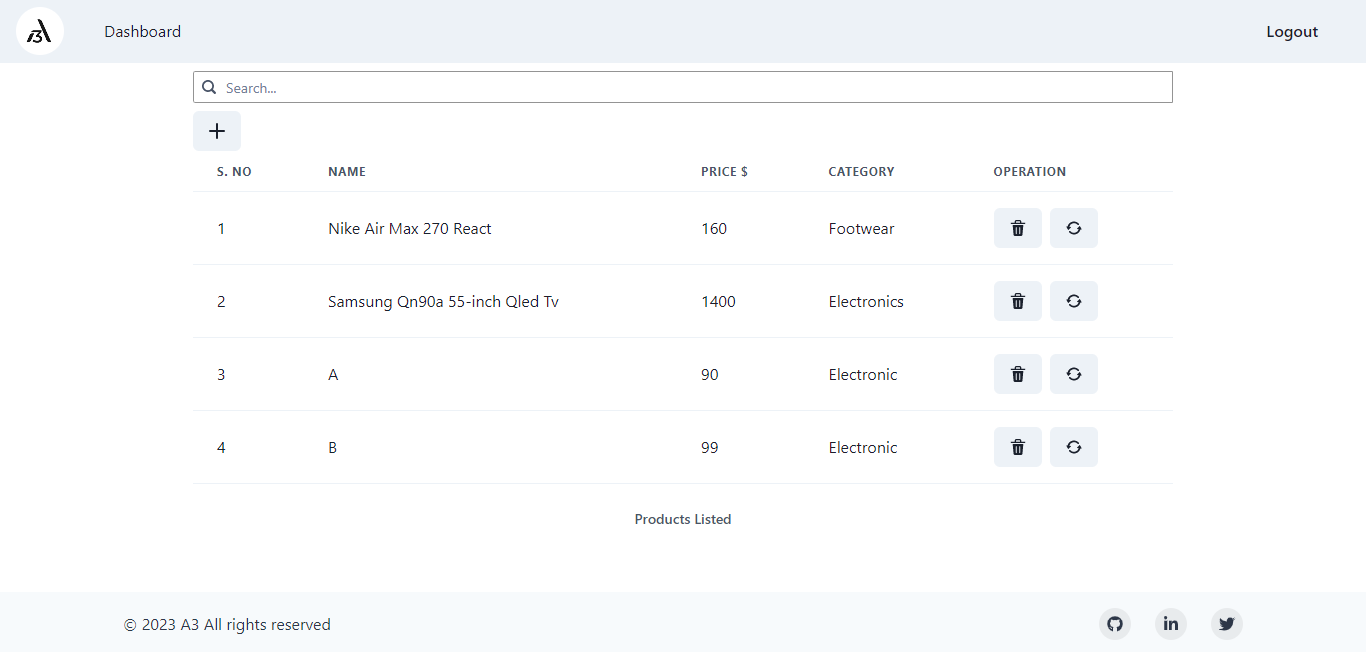 A3 Dashboard Logout
Search...
+
S. NO NAME PRICE $ CATEGORY OPERATION
1 Nike Air Max 270 React 160 Footwear
2 Samsung Qn90a 55-inch Qled Tv 1400 Electronics
3 A 90 Electronic
4 B 99 Electronic
Products Listed
© 2023 A3 All rights reserved in